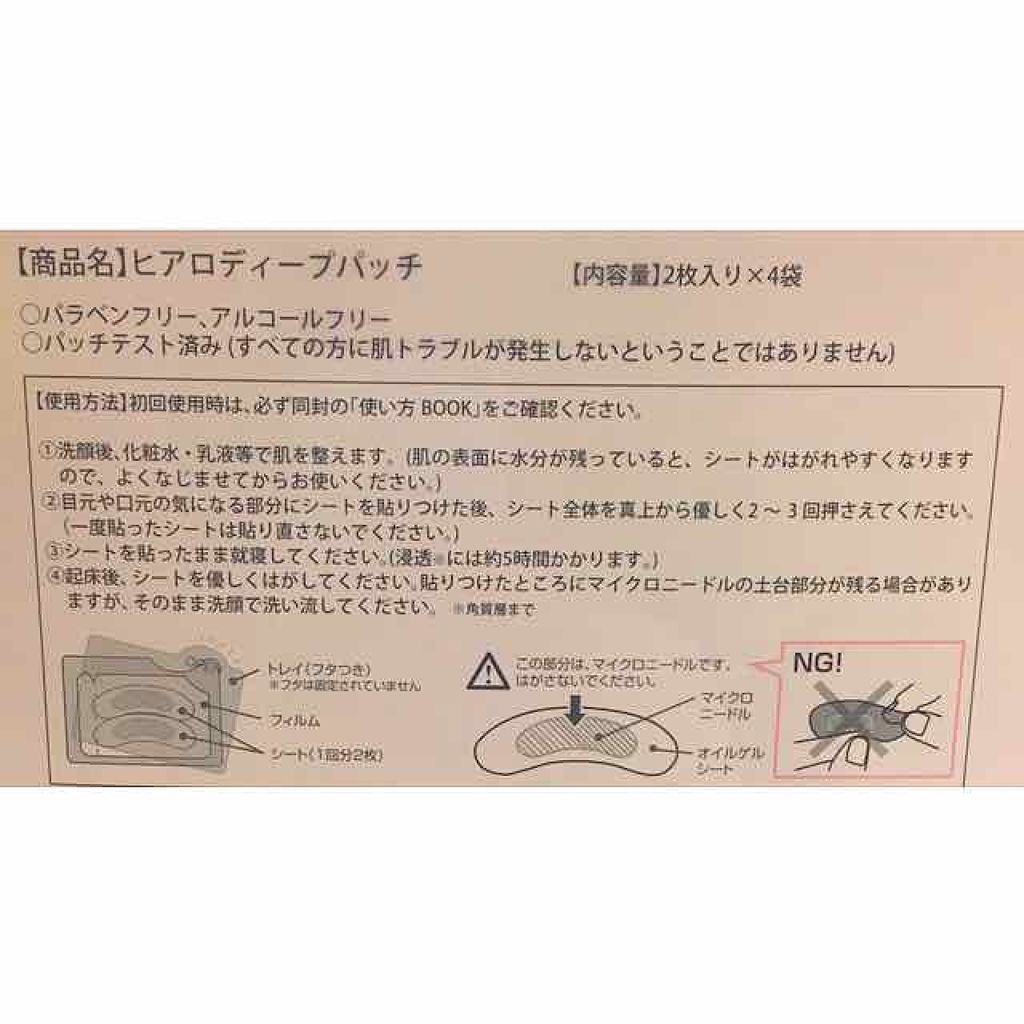 【商品名】ヒアロディープパッチ 【内容量】2枚入り×4袋
○パラベンフリー、アルコールフリー
○パッチテスト済み(すべての方に肌トラブルが発生しないということではありません)
【使用方法】初回使用時は、必ず同封の「使い方 BOOK」をご確認ください。
①洗顔後、化粧水・乳液等で肌を整えます。(肌の表面に水分が残っていると、シートがはがれやすくなります
ので、よくなじませてからお使いください。)
②目元や口元の気になる部分にシートを貼りつけた後、シート全体を真上から優しく2～3回押さえてください。
(一度貼ったシートは貼り直さないでください。)
③シートを貼ったまま就寝してください。(浸透※には約5時間かかります。)
④起床後、シートを優しくはがしてください。貼りつけたところにマイクロニードルの土台部分が残る場合があり
ますが、そのまま洗顔で洗い流してください。 ※角質層まで
トレイ(フタつき)
※フタは固定されていません
フィルム
シート(1回分2枚)
この部分は、マイクロニードルです。
はがさないでください。
マイクロ
ニードル
オイルゲル
シート
NG!